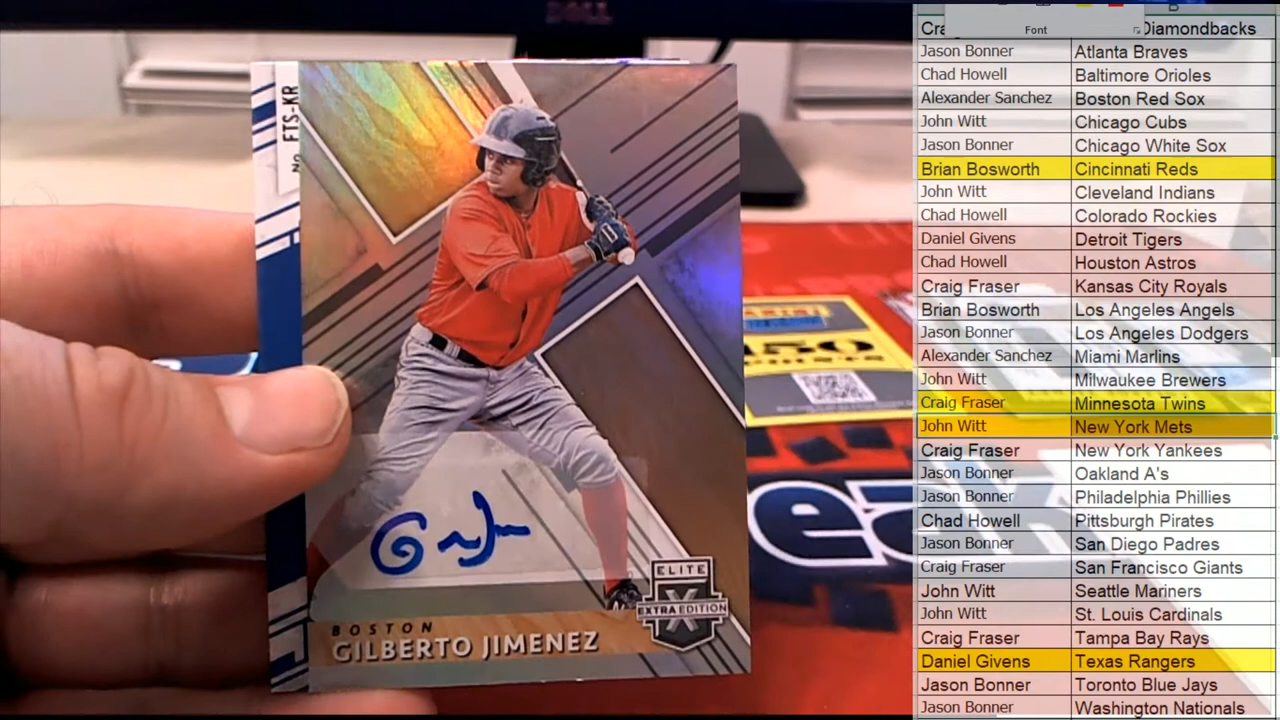 DELL
B
Font
Cra Diamondbacks
Jason Bonner Atlanta Braves
Chad Howell Baltimore Orioles
Alexander Sanchez Boston Red Sox
John Witt Chicago Cubs
Jason Bonner Chicago White Sox
Brian Bosworth Cincinnati Reds
John Witt Cleveland Indians
Chad Howell Colorado Rockies
Daniel Givens Detroit Tigers
Chad Howell Houston Astros
Craig Fraser Kansas City Royals
Brian Bosworth Los Angeles Angels
Jason Bonner Los Angeles Dodgers
Alexander Sanchez Miami Marlins
John Witt Milwaukee Brewers
Craig Fraser Minnesota Twins
John Witt New York Mets
Craig Fraser New York Yankees
Jason Bonner Oakland A's
Jason Bonner Philadelphia Phillies
Chad Howell Pittsburgh Pirates
Jason Bonner San Diego Padres
Craig Fraser San Francisco Giants
John Witt Seattle Mariners
John Witt St. Louis Cardinals
Craig Fraser Tampa Bay Rays
Daniel Givens Texas Rangers
Jason Bonner Toronto Blue Jays
Jason Bonner Washington Nationals
No. FTS-KR
150
ELITE
X
EXTRA EDITION
BOSTON
GILBERTO JIMENEZ